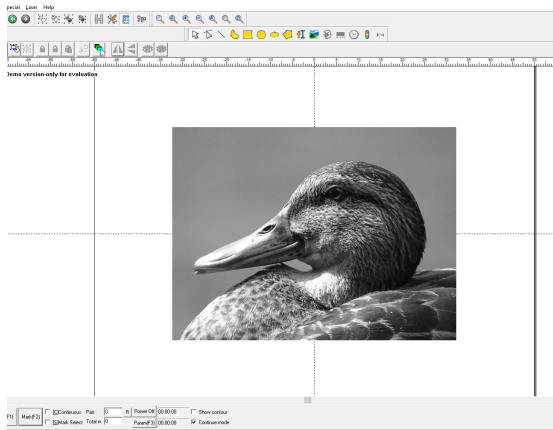 pecial Laser Help
Demo version-only for evaluation
F1) Mark(F2) [C]Continuous Part 0 R Power Off 00:00:00 Show contour
[S]Mark Select Total n 0 Param(F3) 00:00:00 Continue mode